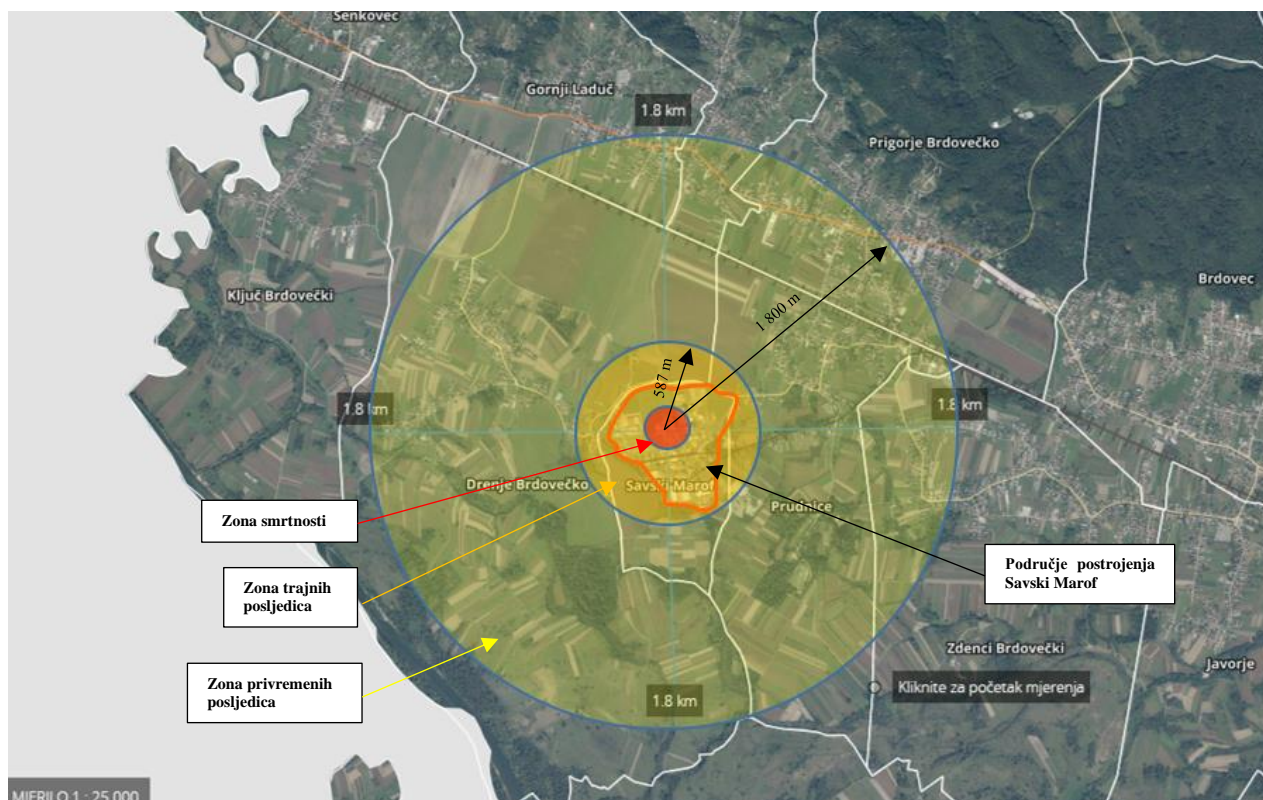 Šenkovec
Gornji Laduč
1.8 km
Prigorje Brdovečko
Brdovec
Ključ Brdovečki
1 800 m
587 m
1.8 km
1.8 km
Drenje Brdovečko
Savski Marof
Prudnice
Zona smrtnosti
Područje postrojenja
Savski Marof
Zona trajnih
posljedica
Zona privremenih
posljedica
Zdenci Brdovečki
Javorje
Kliknite za početak mjerenja
1.8 km
MJERILO 1 : 25 000